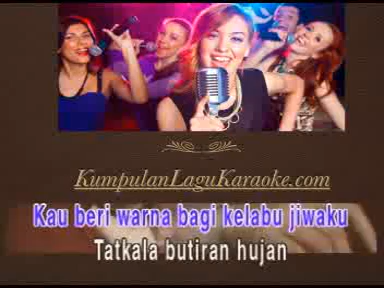 KumpulanLaguKaraoke.com
Kau beri warna bagi kelabu jiwaku
Tatkala butiran hujan